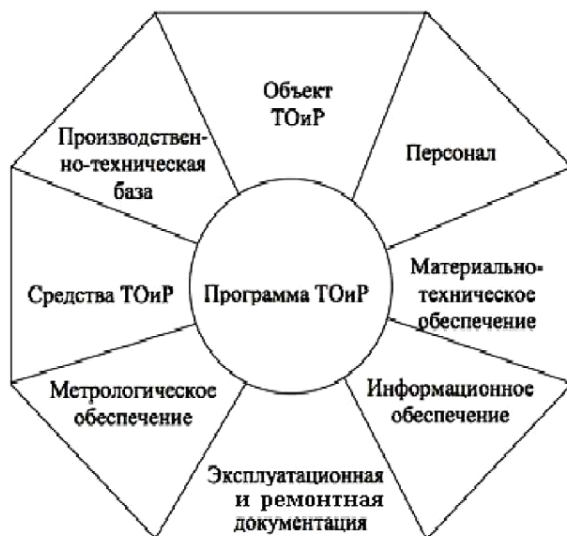 Объект
ТОиР
Персонал
Материально-
техническое
обеспечение
Информационное
обеспечение
Эксплуатационная
и ремонтная
документация
Метрологическое
обеспечение
Средства ТОиР
Производствен-
но-техническая
база
Программа ТОиР